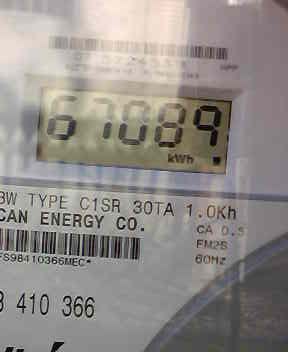 67089
kWh
3W TYPE C1SR 30TA 1.0Kh
CAN ENERGY CO.
CA 0.5
FM2S
60Hz
FS98410366MEC*
8 410 366